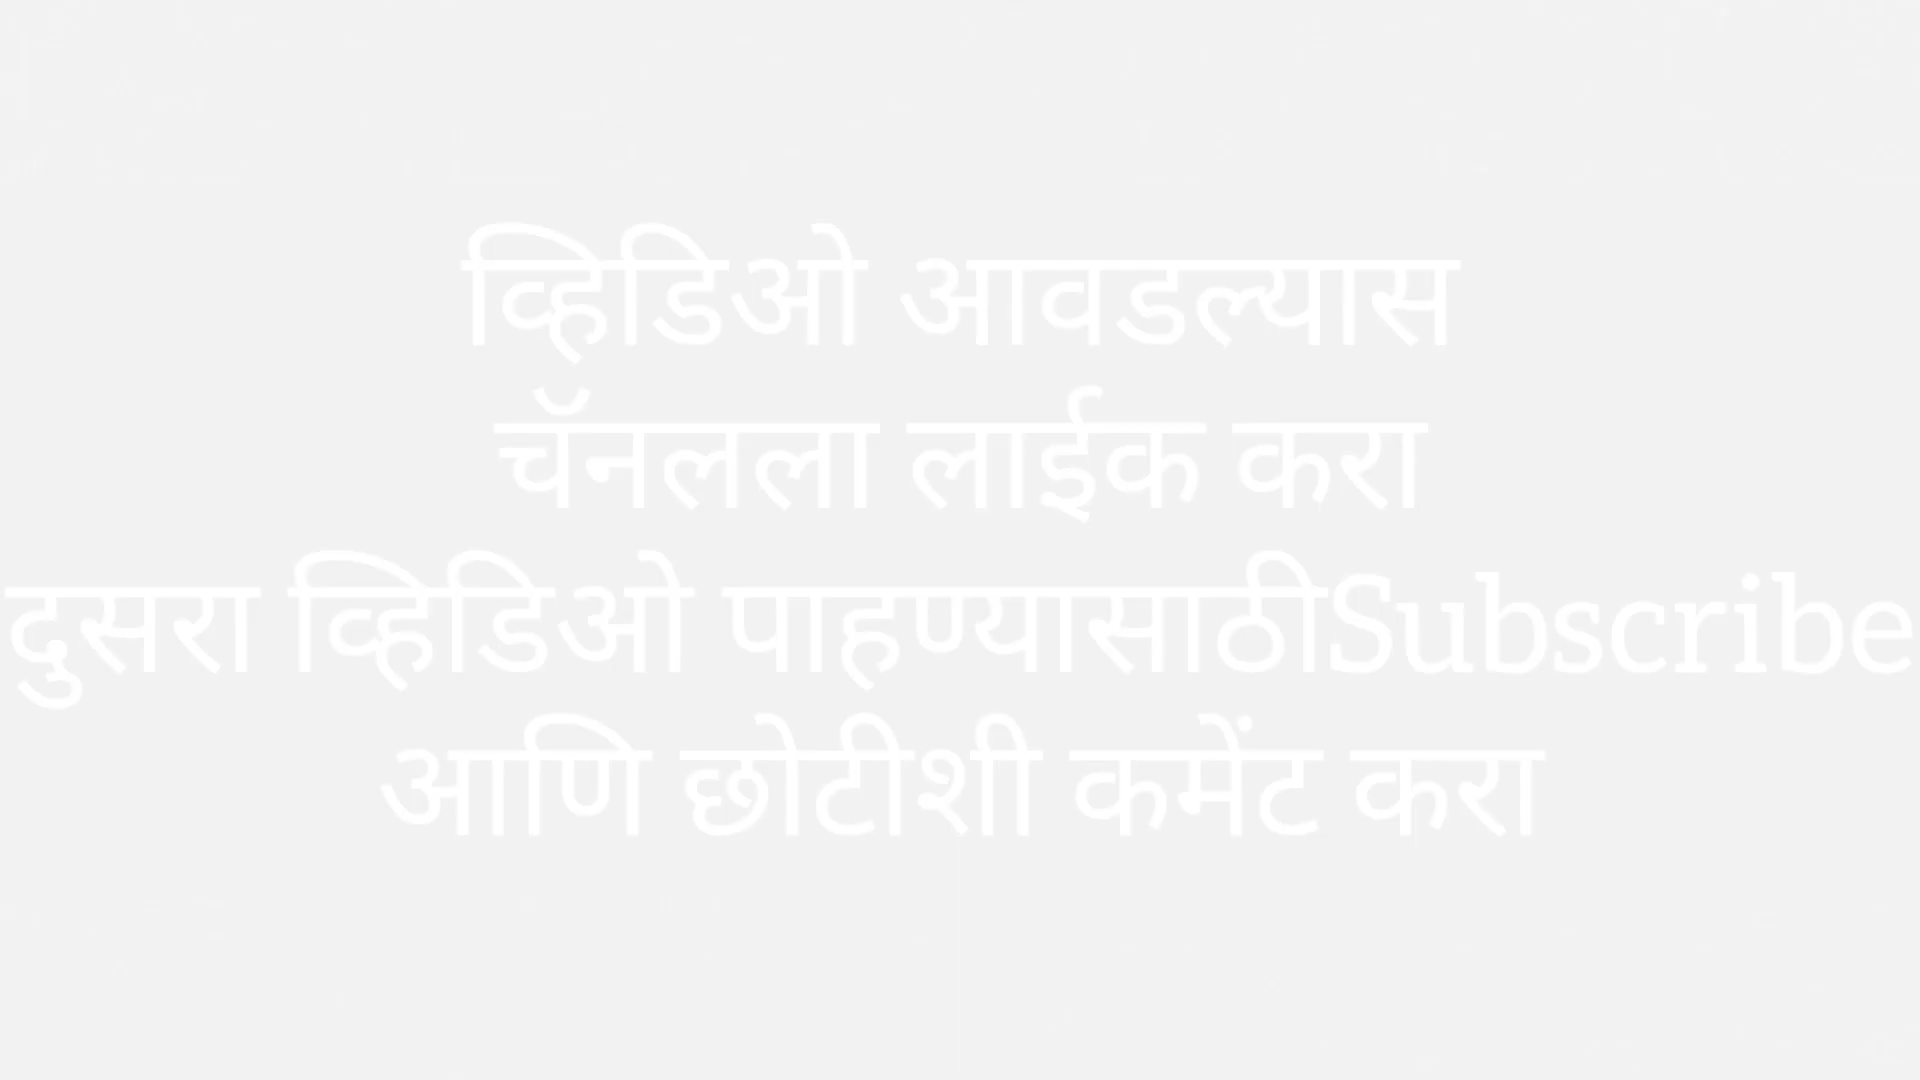 व्हिडिओ आवडल्यास
चॅनलला लाईक करा
दुसरा व्हिडिओ पाहण्यासाठीSubscribe
आणि छोटीशी कमेंट करा